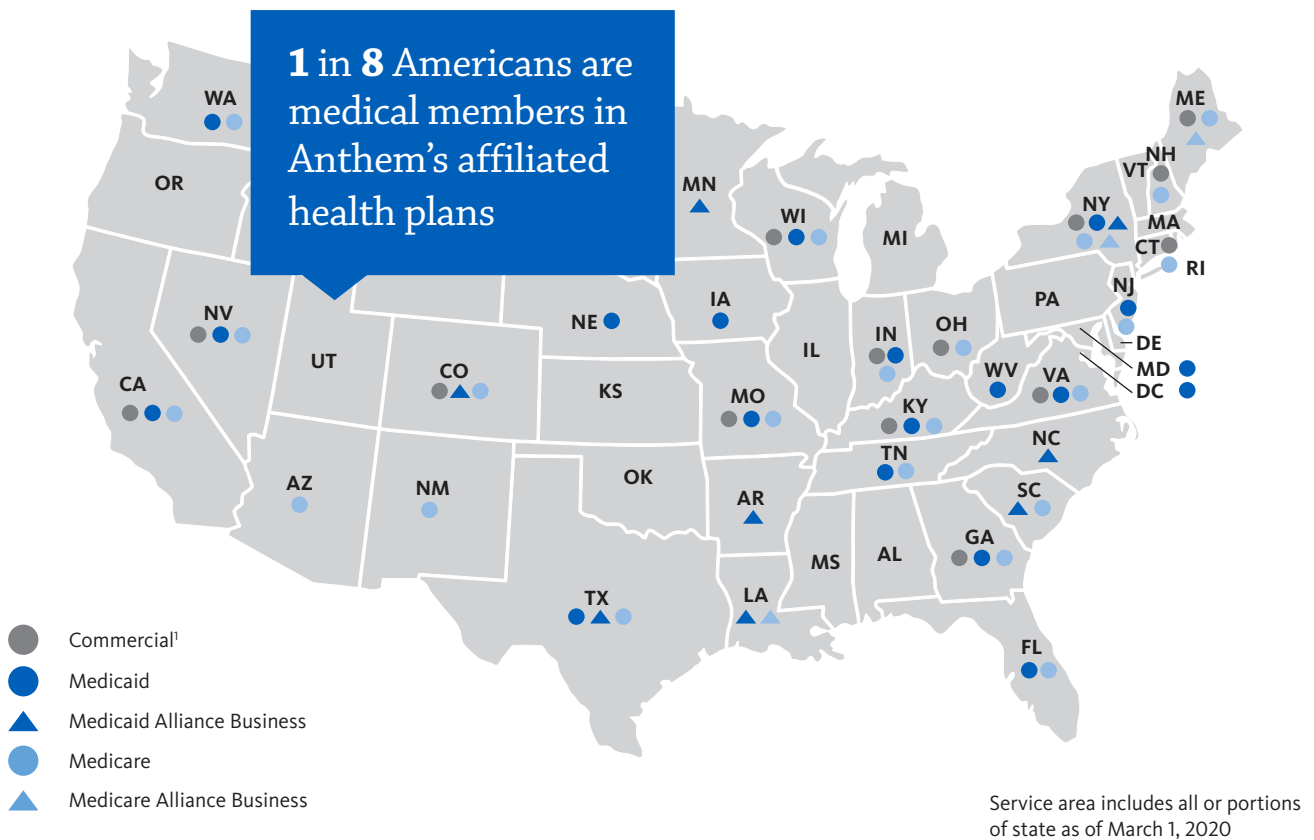 1 in 8 Americans are
medical members in
Anthem's affiliated
health plans
WA
OR
MN
WI
MI
ME
NH
VT
NY
MA
CT
RI
NV
UT
NE
IA
IL
IN
OH
PA
NJ
DE
MD
DC
CA
CO
KS
MO
KY
WV
VA
TN
NC
AZ
NM
OK
AR
SC
MS
AL
GA
TX
LA
FL
Commercial¹
Medicaid
Medicaid Alliance Business
Medicare
Medicare Alliance Business
Service area includes all or portions
of state as of March 1, 2020